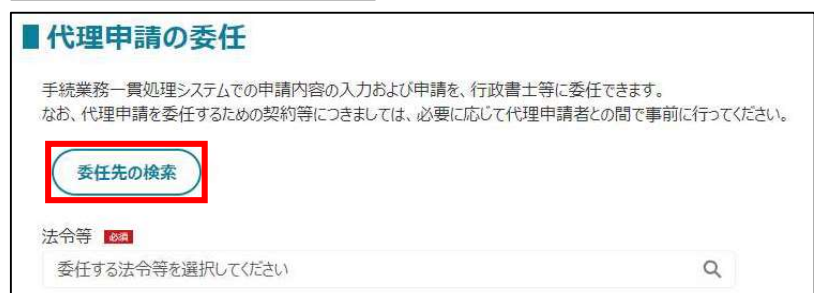 代理申請の委任
手続業務一貫処理システムでの申請内容の入力および申請を、行政書士等に委任できます。
なお、代理申請を委任するための契約等につきましては、必要に応じて代理申請者との間で事前に行ってください。
委任先の検索
法令等 必須
委任する法令等を選択してください